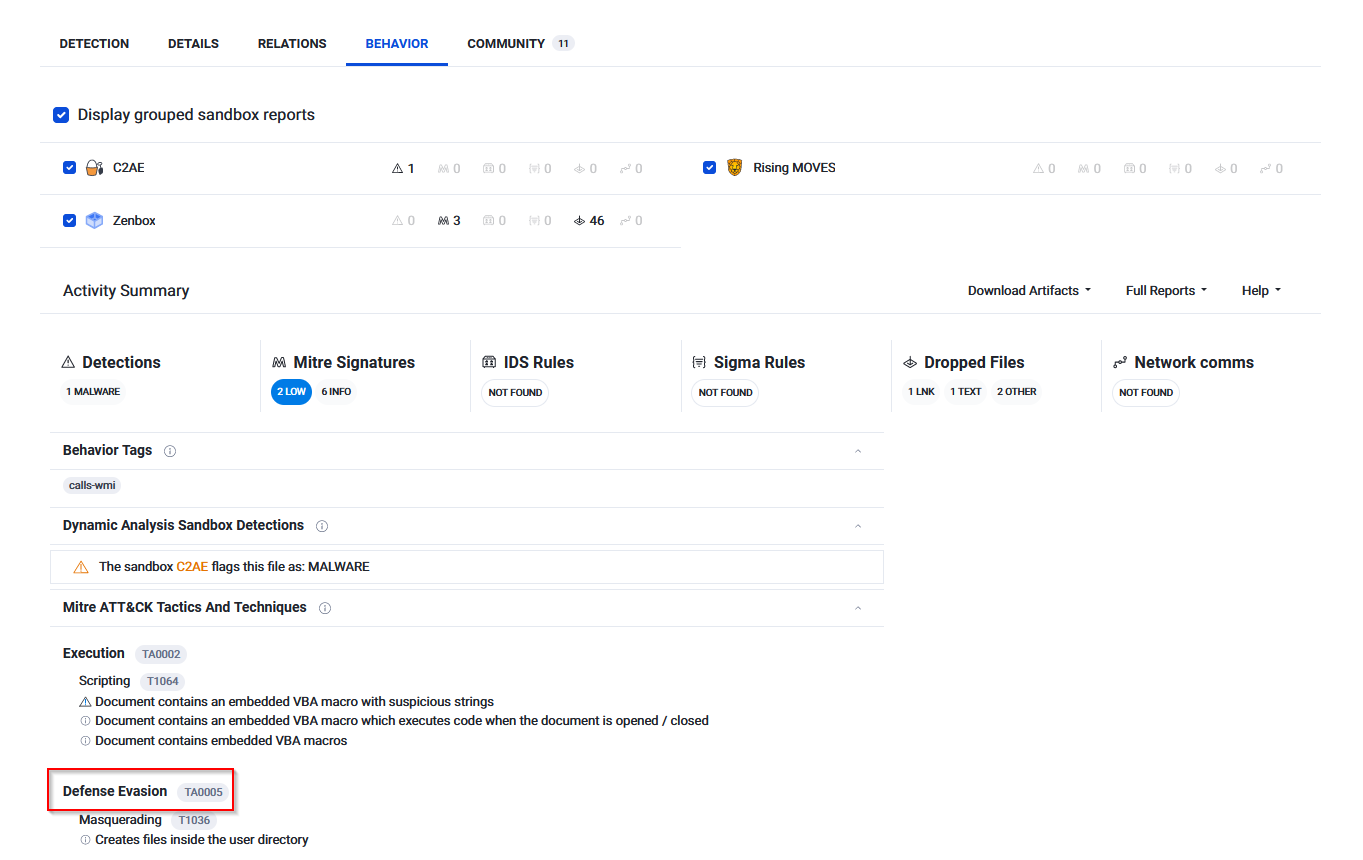 DETECTION DETAILS RELATIONS BEHAVIOR COMMUNITY 11
Display grouped sandbox reports
C2AE 1 0 0 0 0 0 Rising MOVES 0 0 0 0 0 0
Zenbox 0 3 0 0 46 0
Activity Summary Download Artifacts Full Reports Help
Detections Mitre Signatures IDS Rules Sigma Rules Dropped Files Network comms
1 MALWARE 2 LOW 6 INFO NOT FOUND NOT FOUND 1 LNK 1 TEXT 2 OTHER NOT FOUND
Behavior Tags
calls-wmi
Dynamic Analysis Sandbox Detections
The sandbox C2AE flags this file as: MALWARE
Mitre ATT&CK Tactics And Techniques
Execution TA0002
Scripting T1064
Document contains an embedded VBA macro with suspicious strings
Document contains an embedded VBA macro which executes code when the document is opened / closed
Document contains embedded VBA macros
Defense Evasion TA0005
Masquerading T1036
Creates files inside the user directory